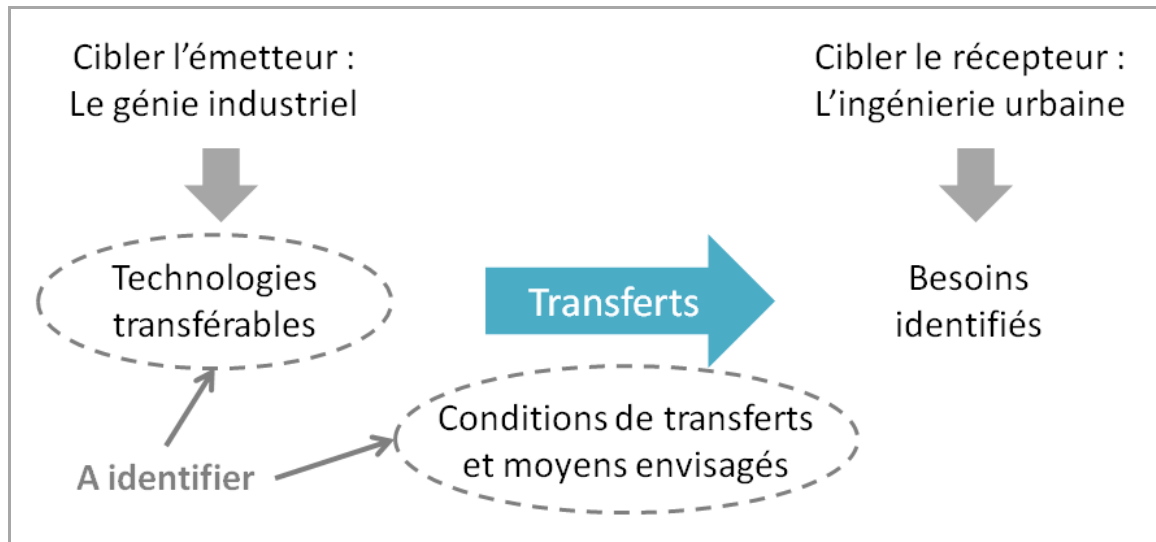 Cibler l'émetteur :
Le génie industriel
Cibler le récepteur :
L'ingénierie urbaine
Technologies
transférables
Transferts
Besoins
identifiés
Conditions de transferts
et moyens envisagés
A identifier